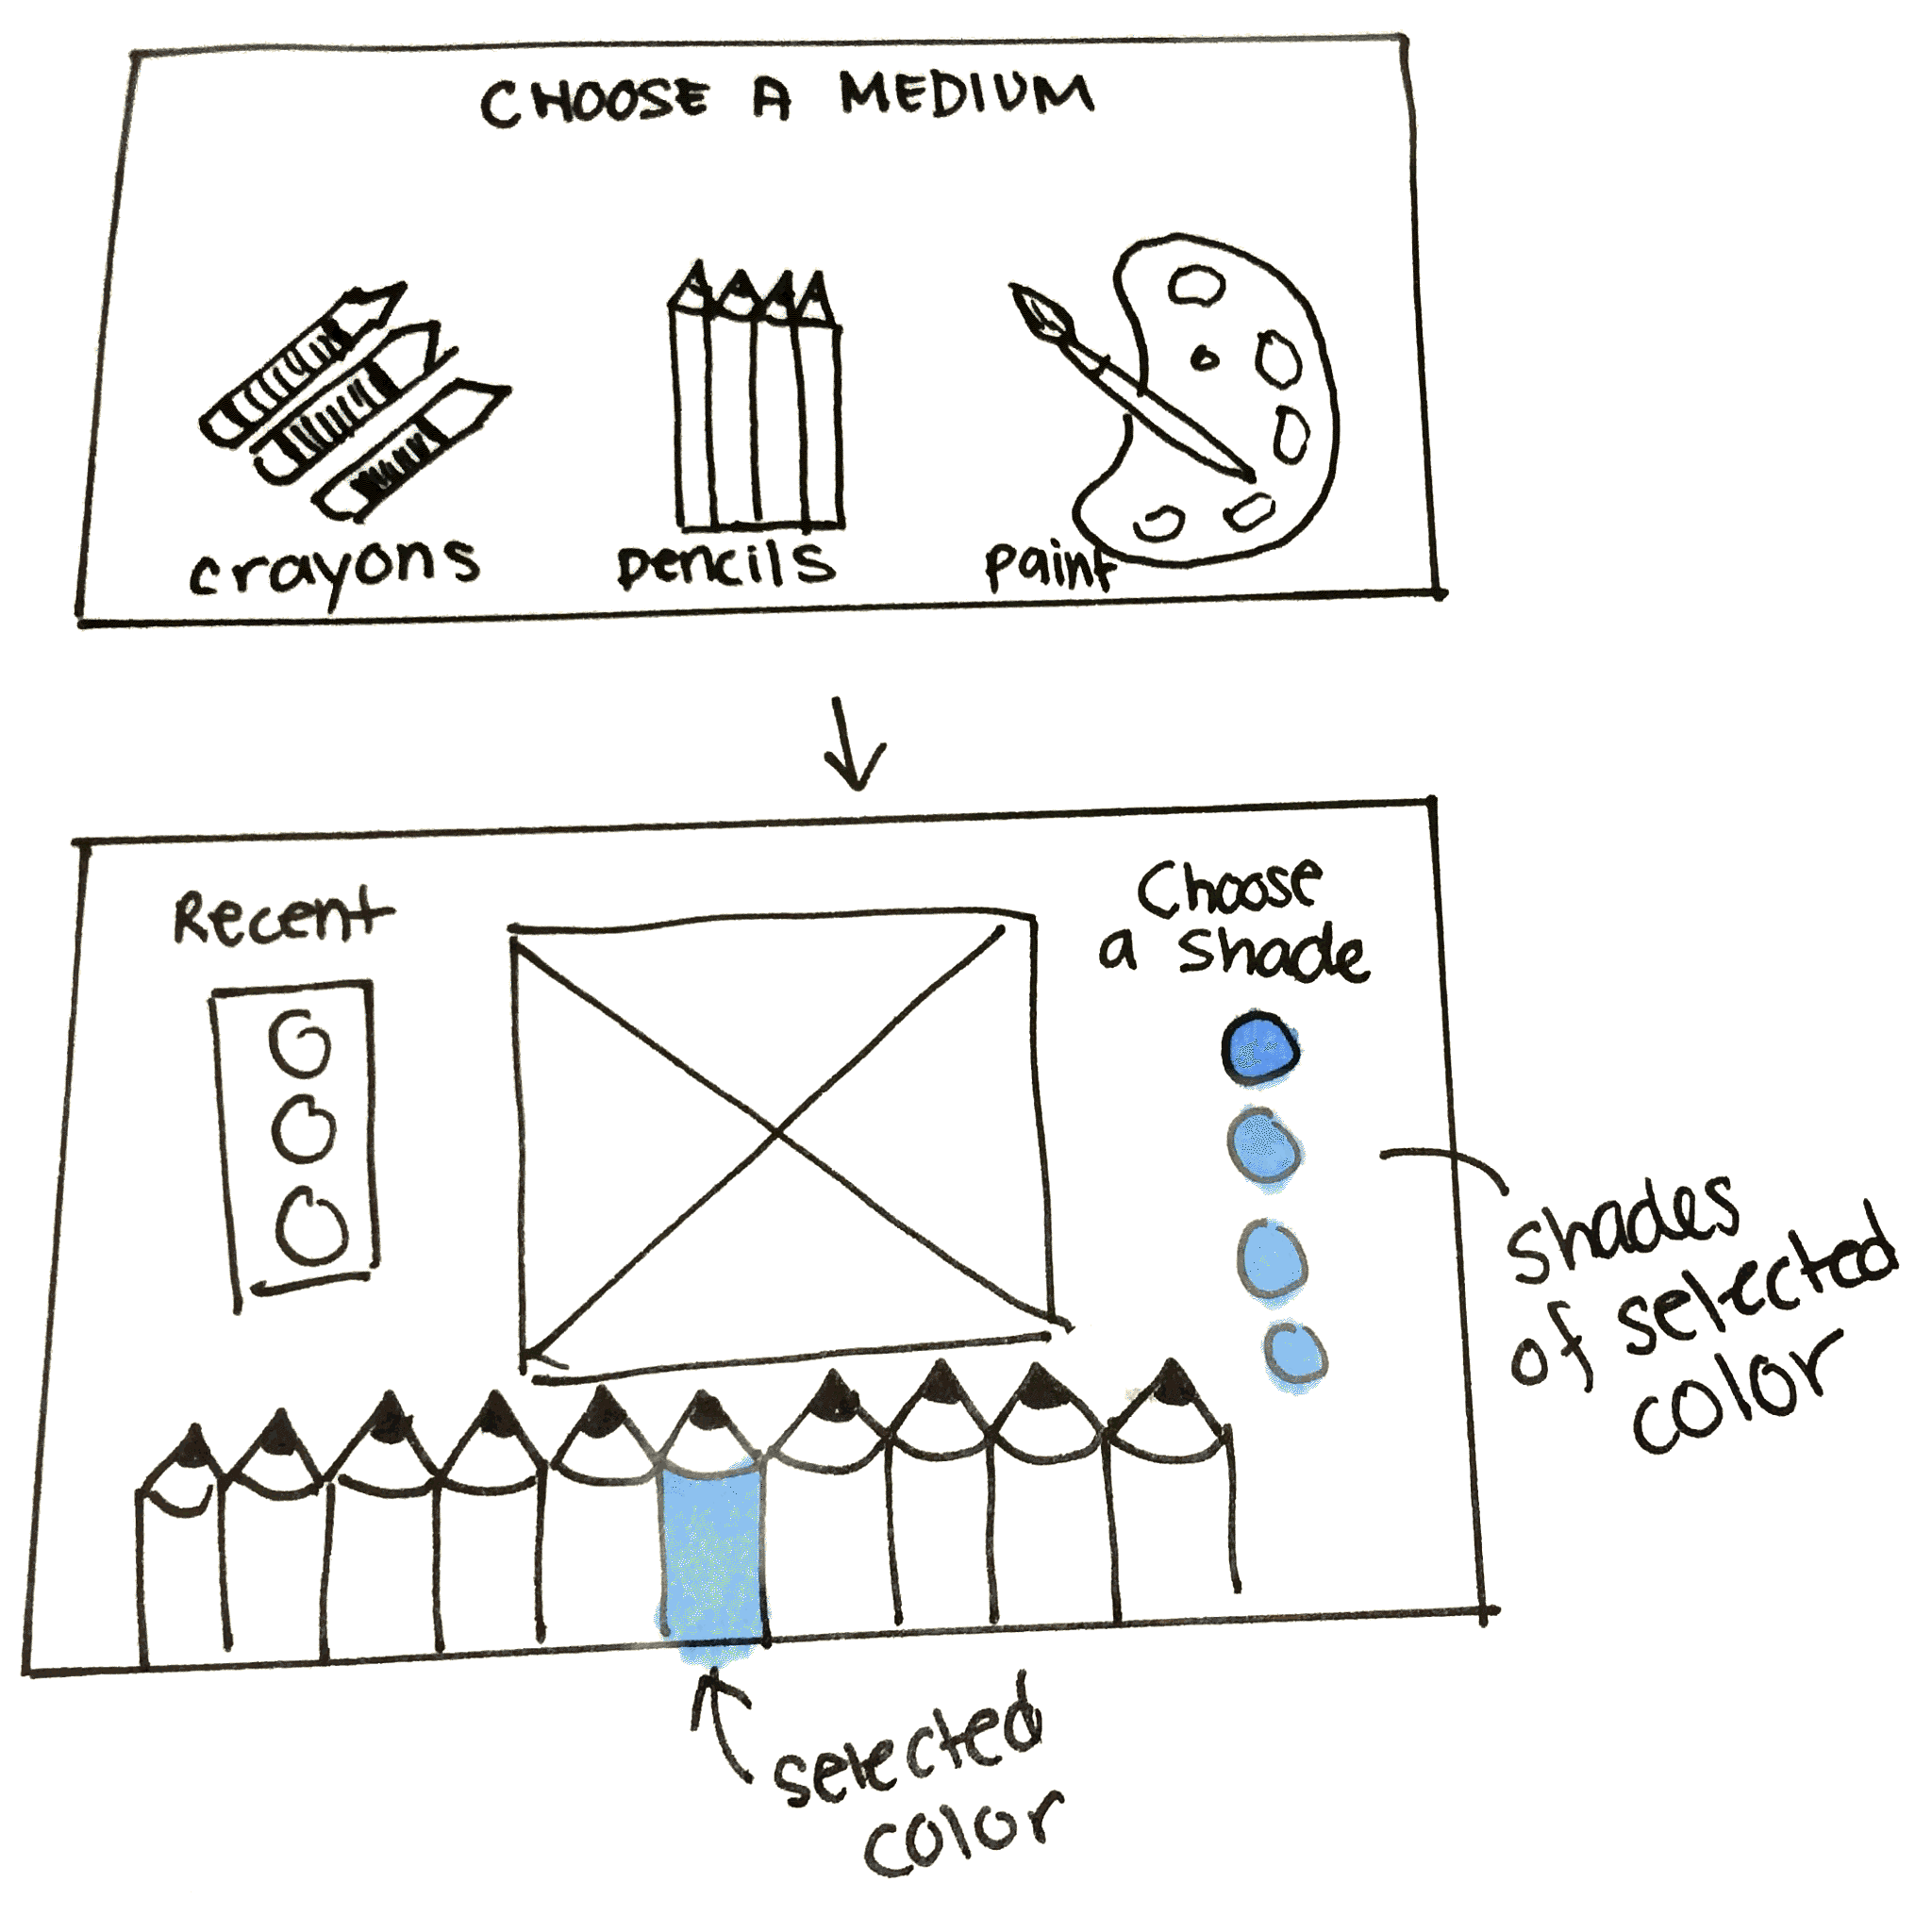 CHOOSE A MEDIUM
crayons pencils paint
Recent
Choose
a shade
shades
of selected
color
selected
color